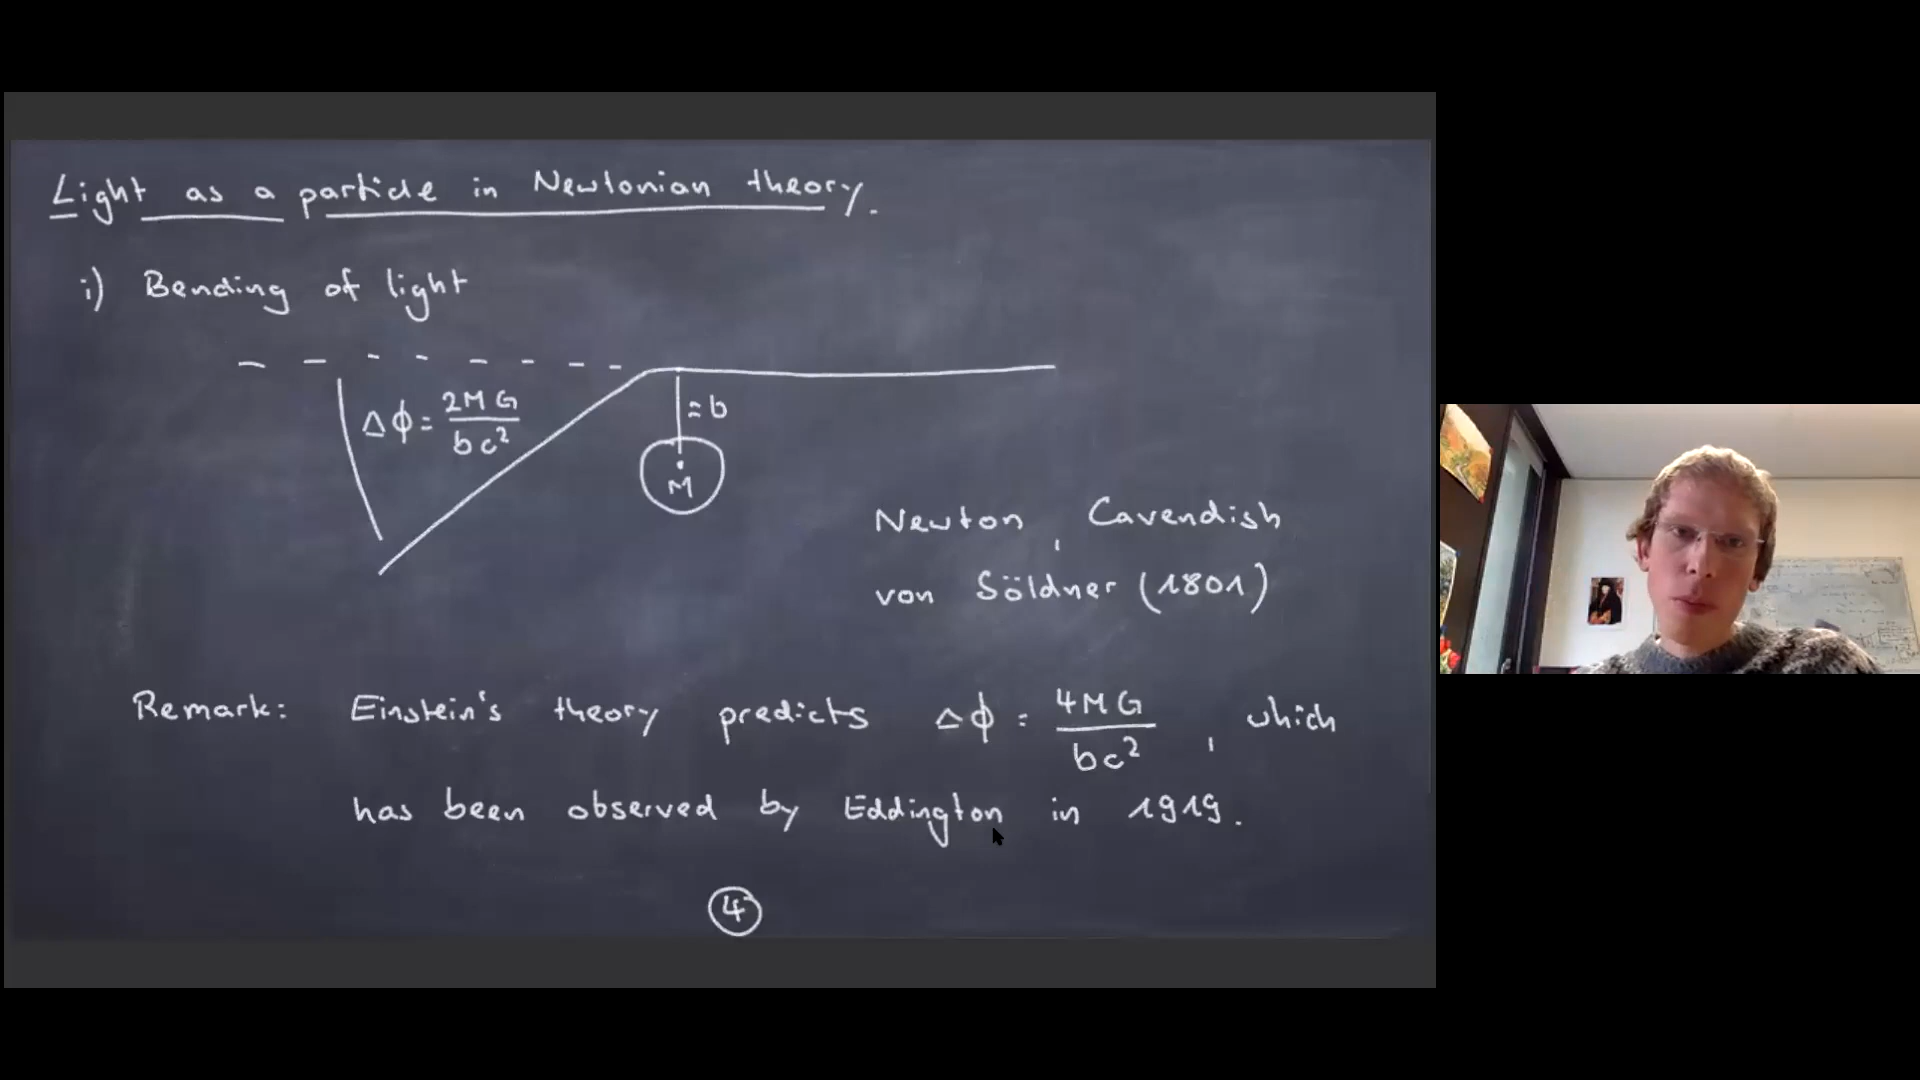 Light as a particle in Newtonian theory.
i) Bending of light
Δϕ = 2MG / bc²
= b
M
Newton, Cavendish
von Söldner (1801)
Remark: Einstein's theory predicts Δϕ = 4MG / bc², which
has been observed by Eddington in 1919.
4